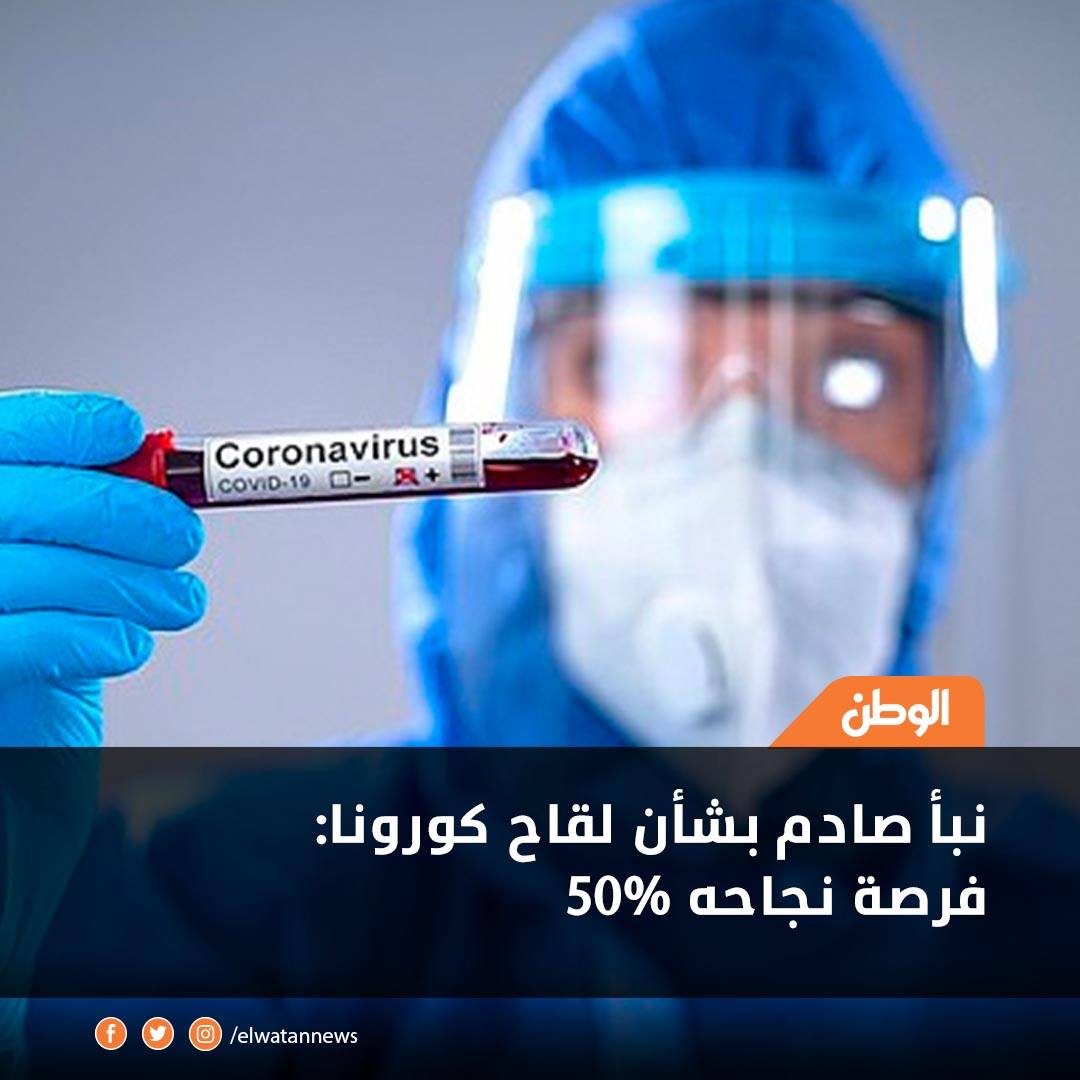 Coronavirus
COVID-19 - +
الوطن
نبأ صادم بشأن لقاح كورونا:
فرصة نجاحه 50%
/elwatannews